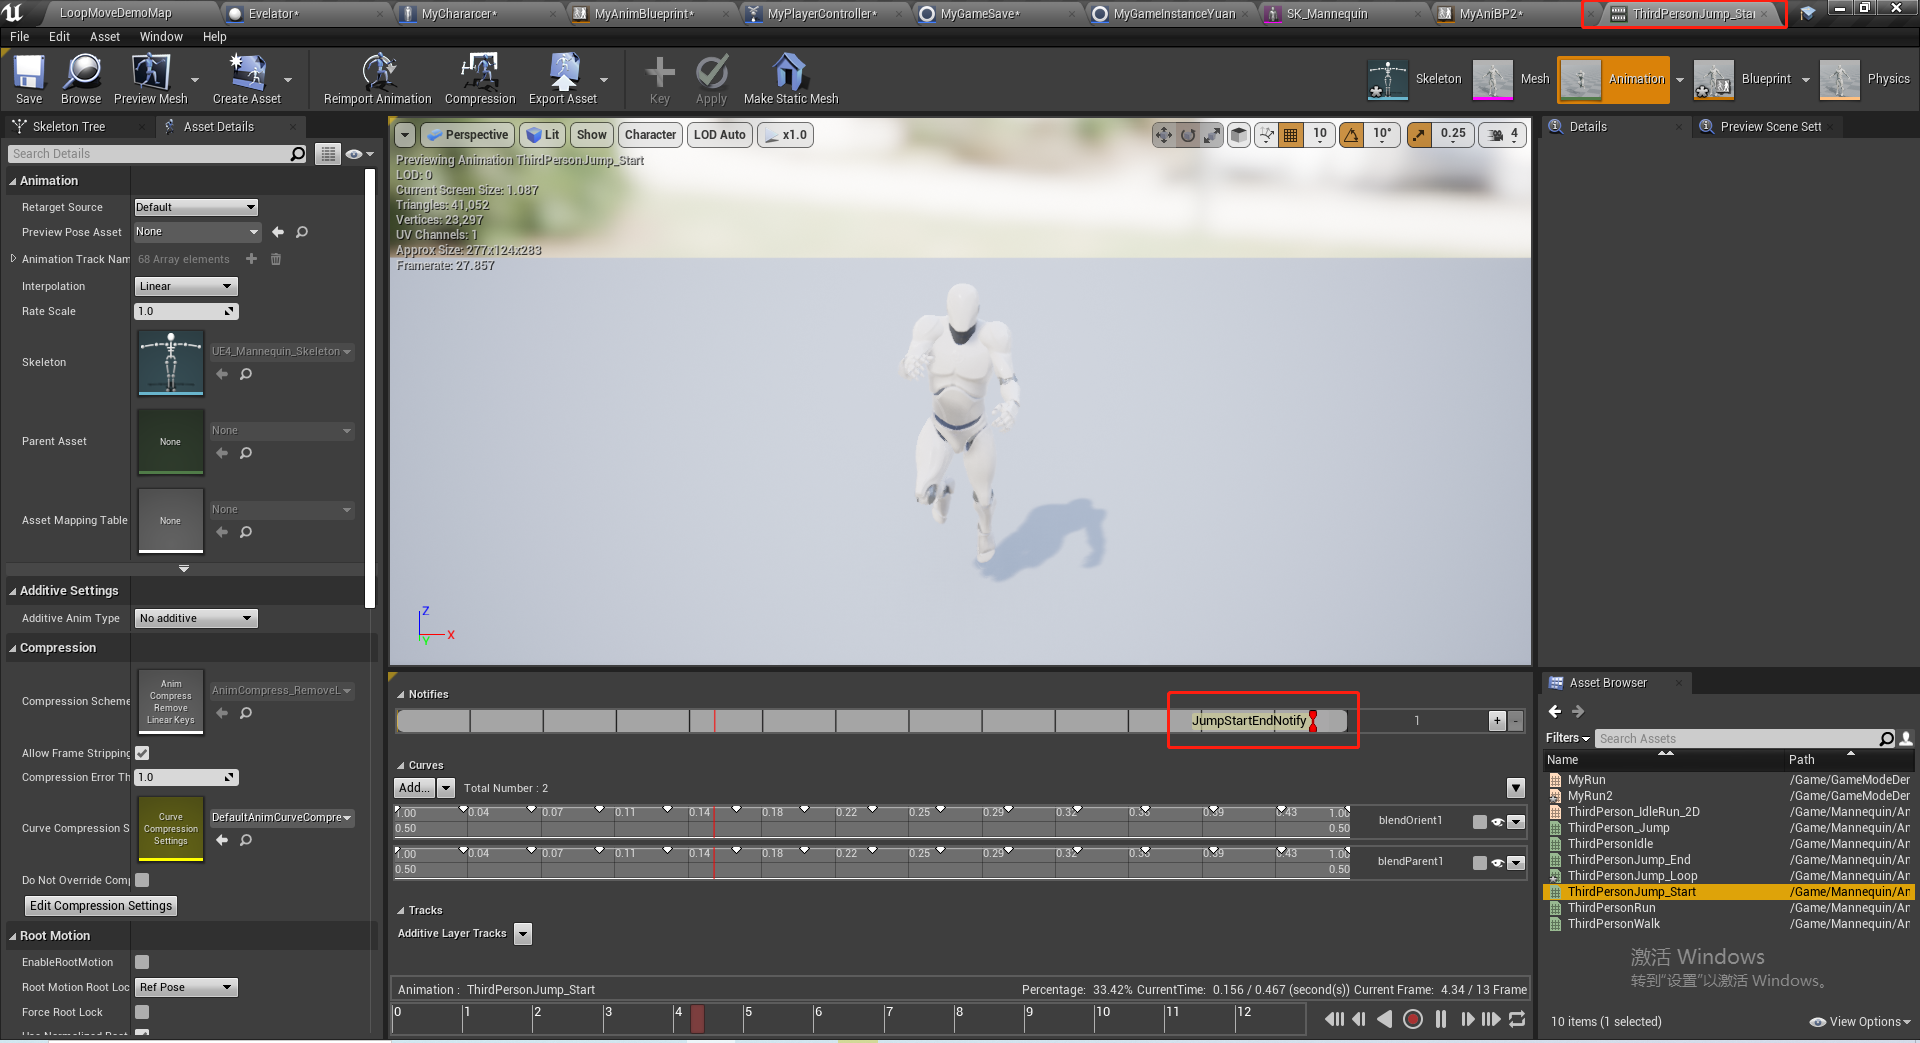 LoopMoveDemoMap
Evelator*
MyChararcer*
MyAnimBlueprint*
MyPlayerController*
MyGameSave*
MyGameInstanceYuan
SK_Mannequin
MyAniBP2*
ThirdPersonJump_Star
File Edit Asset Window Help
Save
Browse
Preview Mesh
Create Asset
Reimport Animation
Compression
Export Asset
Key
Apply
Make Static Mesh
Skeleton
Mesh
Animation
Blueprint
Physics
Skeleton Tree
Asset Details
Search Details
Animation
Retarget Source Default
Preview Pose Asset None
Animation Track Nam 68 Array elements
Interpolation Linear
Rate Scale 1.0
Skeleton UE4_Mannequin_Skeleton
Parent Asset None None
Asset Mapping Table None None
Additive Settings
Additive Anim Type No additive
Compression
Compression Scheme
Anim
Compress
Remove
Linear Keys
AnimCompress_RemoveL
Allow Frame Stripping
Compression Error Th 1.0
Curve Compression S
Curve
Compression
Settings
DefaultAnimCurveCompre
Do Not Override Comp
Edit Compression Settings
Root Motion
EnableRootMotion
Root Motion Root Loc Ref Pose
Force Root Lock
Use Normalized Root
Perspective Lit Show Character LOD Auto x1.0
10 10° 0.25 4
Previewing Animation ThirdPersonJump_Start
LOD: 0
Current Screen Size: 1.087
Triangles: 41,052
Vertices: 23,297
UV Channels: 1
Approx Size: 277x124x283
Framerate: 27.857
Z
X
Y
Notifies
JumpStartEndNotify 1 + -
Curves
Add... Total Number : 2
1.00 0.04 0.07 0.11 0.14 0.18 0.22 0.25 0.29 0.32 0.36 0.39 0.43 1.00
0.50 0.50
blendOrient1
1.00 0.04 0.07 0.11 0.14 0.18 0.22 0.25 0.29 0.32 0.36 0.39 0.43 1.00
0.50 0.50
blendParent1
Tracks
Additive Layer Tracks
Animation : ThirdPersonJump_Start
Percentage: 33.42% CurrentTime: 0.156 / 0.467 (second(s)) Current Frame: 4.34 / 13 Frame
0 1 2 3 4 5 6 7 8 9 10 11 12
Details
Preview Scene Sett
Asset Browser
Filters Search Assets
Name Path
MyRun /Game/GameModeDer
MyRun2 /Game/GameModeDer
ThirdPerson_IdleRun_2D /Game/Mannequin/An
ThirdPerson_Jump /Game/Mannequin/An
ThirdPersonIdle /Game/Mannequin/An
ThirdPersonJump_End /Game/Mannequin/An
ThirdPersonJump_Loop /Game/Mannequin/An
ThirdPersonJump_Start /Game/Mannequin/An
ThirdPersonRun /Game/Mannequin/An
ThirdPersonWalk /Game/Mannequin/An
激活 Windows
转到“设置”以激活 Windows。
10 items (1 selected)
View Options